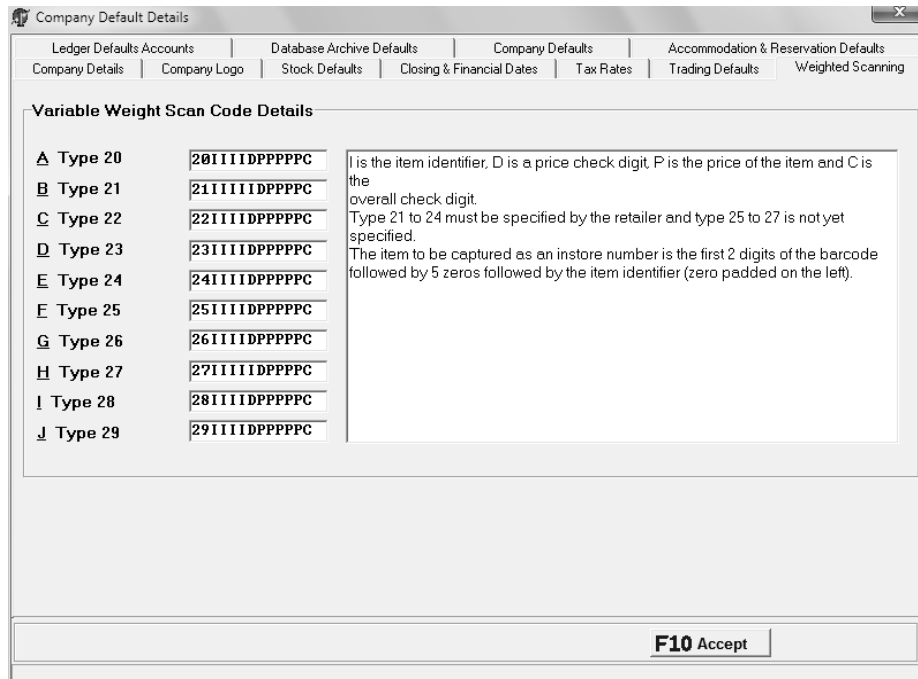 Company Default Details
x
Ledger Defaults Accounts Database Archive Defaults Company Defaults Accommodation & Reservation Defaults
Company Details Company Logo Stock Defaults Closing & Financial Dates Tax Rates Trading Defaults Weighted Scanning
Variable Weight Scan Code Details
A Type 20 20IIIIDPPPPPC
B Type 21 21IIIIIDPPPPC
C Type 22 22IIIIDPPPPPC
D Type 23 23IIIIDPPPPPC
E Type 24 24IIIIDPPPPPC
F Type 25 25IIIIDPPPPPC
G Type 26 26IIIIDPPPPPC
H Type 27 27IIIIIDPPPPC
I Type 28 28IIIIDPPPPPC
J Type 29 29IIIIDPPPPPC
I is the item identifier, D is a price check digit, P is the price of the item and C is
the
overall check digit.
Type 21 to 24 must be specified by the retailer and type 25 to 27 is not yet
specified.
The item to be captured as an instore number is the first 2 digits of the barcode
followed by 5 zeros followed by the item identifier (zero padded on the left).
F10 Accept